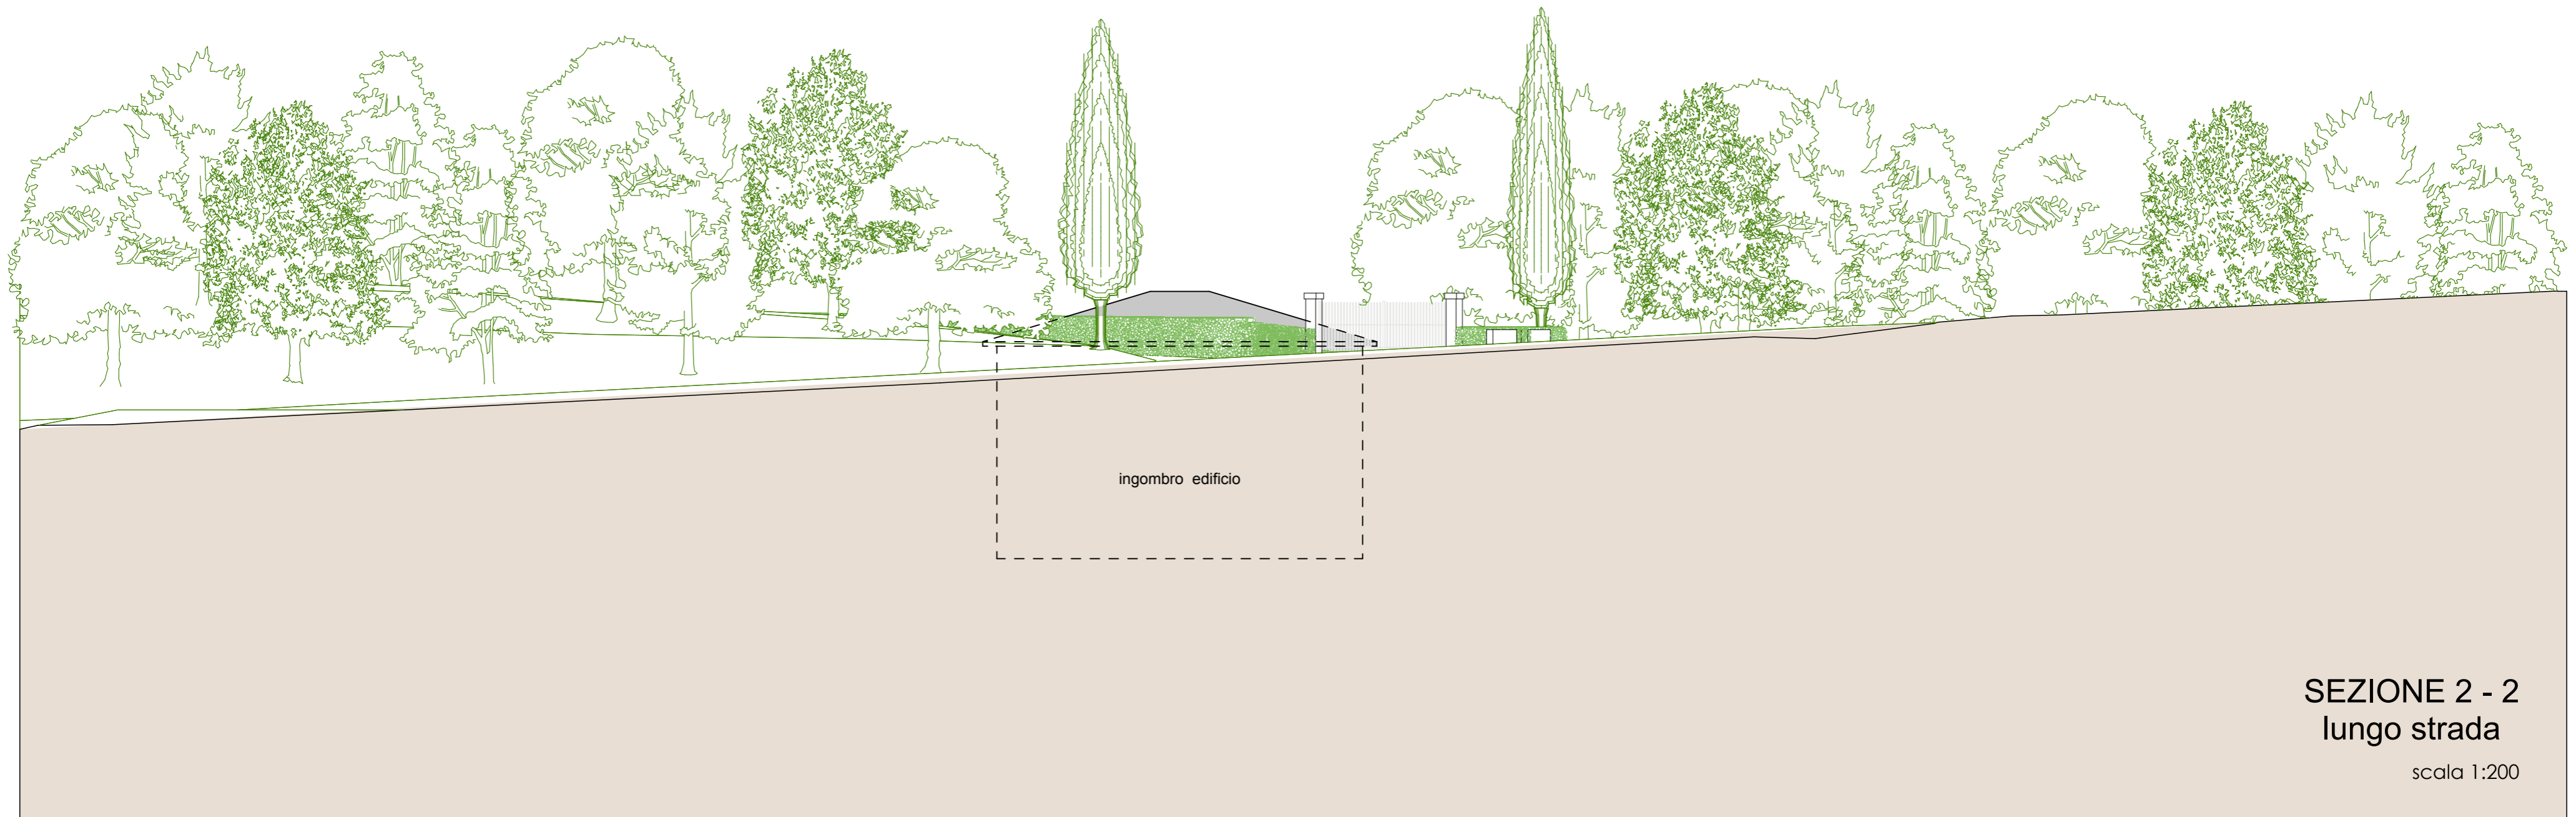 ingombro edificio
SEZIONE 2 - 2
lungo strada
scala 1:200